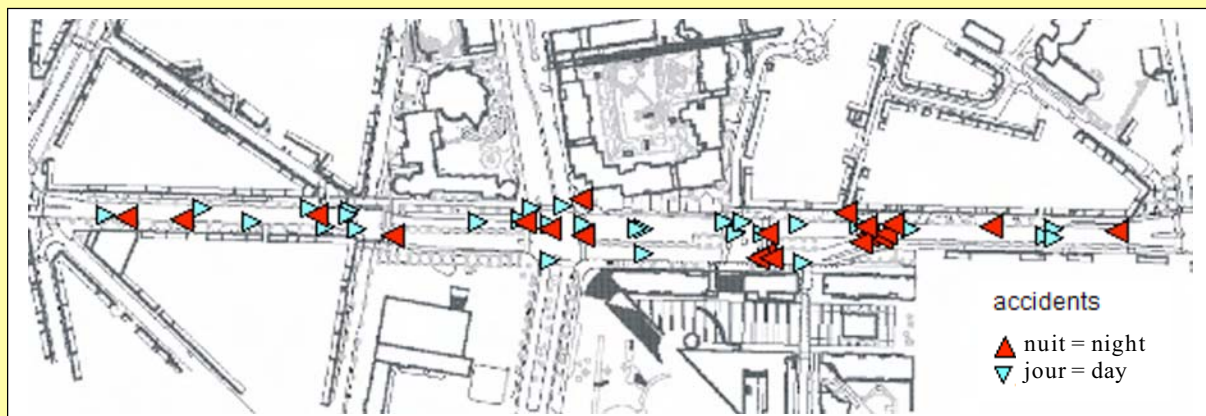 accidents
nuit = night
jour = day